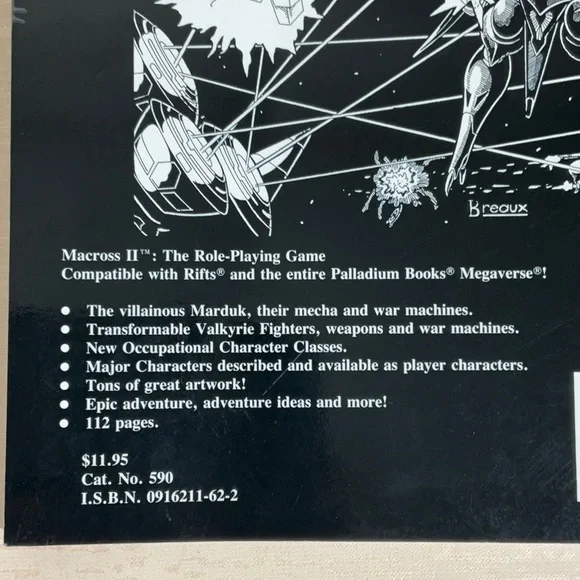 Breaux
Macross II™: The Role-Playing Game
Compatible with Rifts® and the entire Palladium Books® Megaverse®!
● The villainous Marduk, their mecha and war machines.
● Transformable Valkyrie Fighters, weapons and war machines.
● New Occupational Character Classes.
● Major Characters described and available as player characters.
● Tons of great artwork!
● Epic adventure, adventure ideas and more!
● 112 pages.
$11.95
Cat. No. 590
I.S.B.N. 0916211-62-2